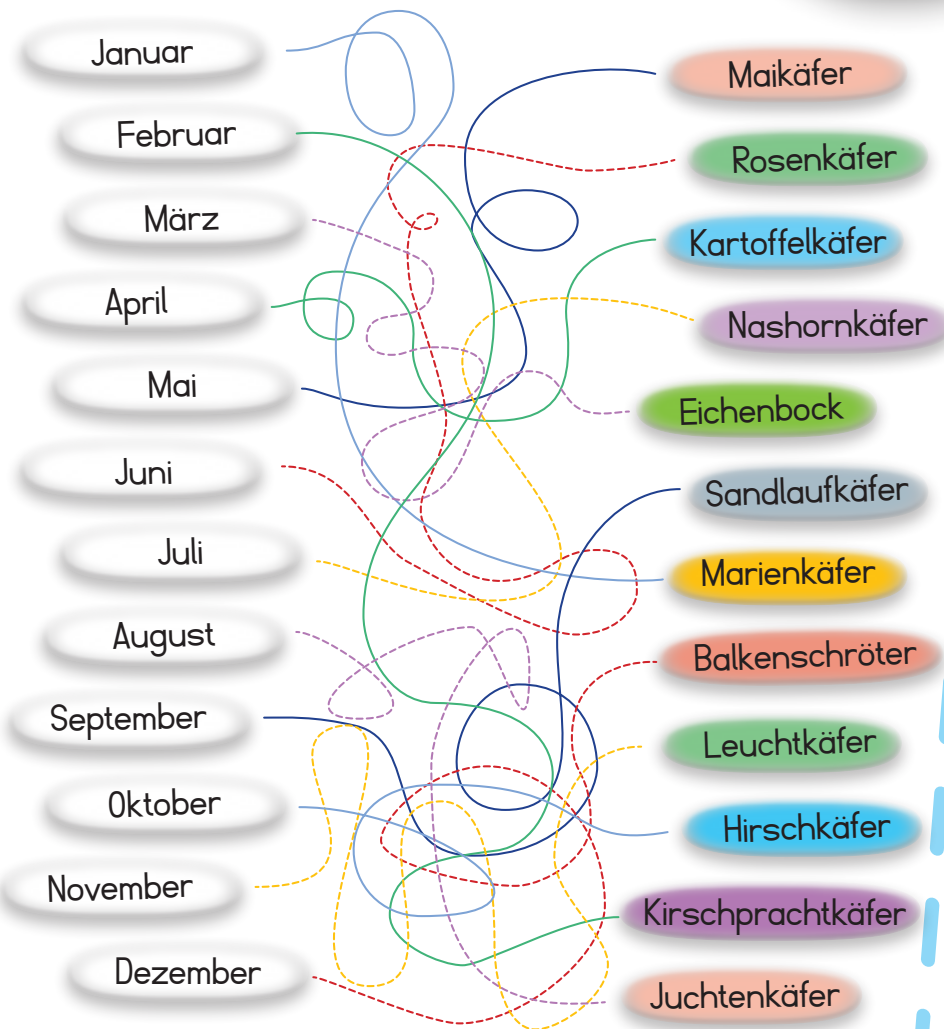 Januar
Februar
März
April
Mai
Juni
Juli
August
September
Oktober
November
Dezember
Maikäfer
Rosenkäfer
Kartoffelkäfer
Nashornkäfer
Eichenbock
Sandlaufkäfer
Marienkäfer
Balkenschröter
Leuchtkäfer
Hirschkäfer
Kirschprachtkäfer
Juchtenkäfer